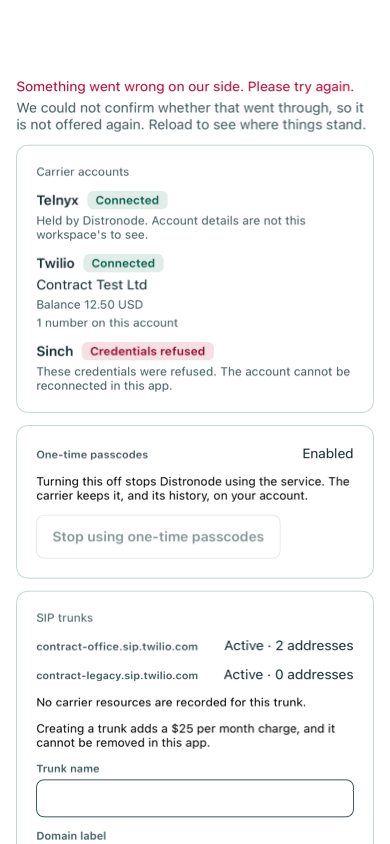 Something went wrong on our side. Please try again.
We could not confirm whether that went through, so it
is not offered again. Reload to see where things stand.
Carrier accounts
Telnyx Connected
Held by Distronode. Account details are not this
workspace's to see.
Twilio Connected
Contract Test Ltd
Balance 12.50 USD
1 number on this account
Sinch Credentials refused
These credentials were refused. The account cannot be
reconnected in this app.
One-time passcodes Enabled
Turning this off stops Distronode using the service. The
carrier keeps it, and its history, on your account.
Stop using one-time passcodes
SIP trunks
contract-office.sip.twilio.com Active · 2 addresses
contract-legacy.sip.twilio.com Active · 0 addresses
No carrier resources are recorded for this trunk.
Creating a trunk adds a $25 per month charge, and it
cannot be removed in this app.
Trunk name
Domain label